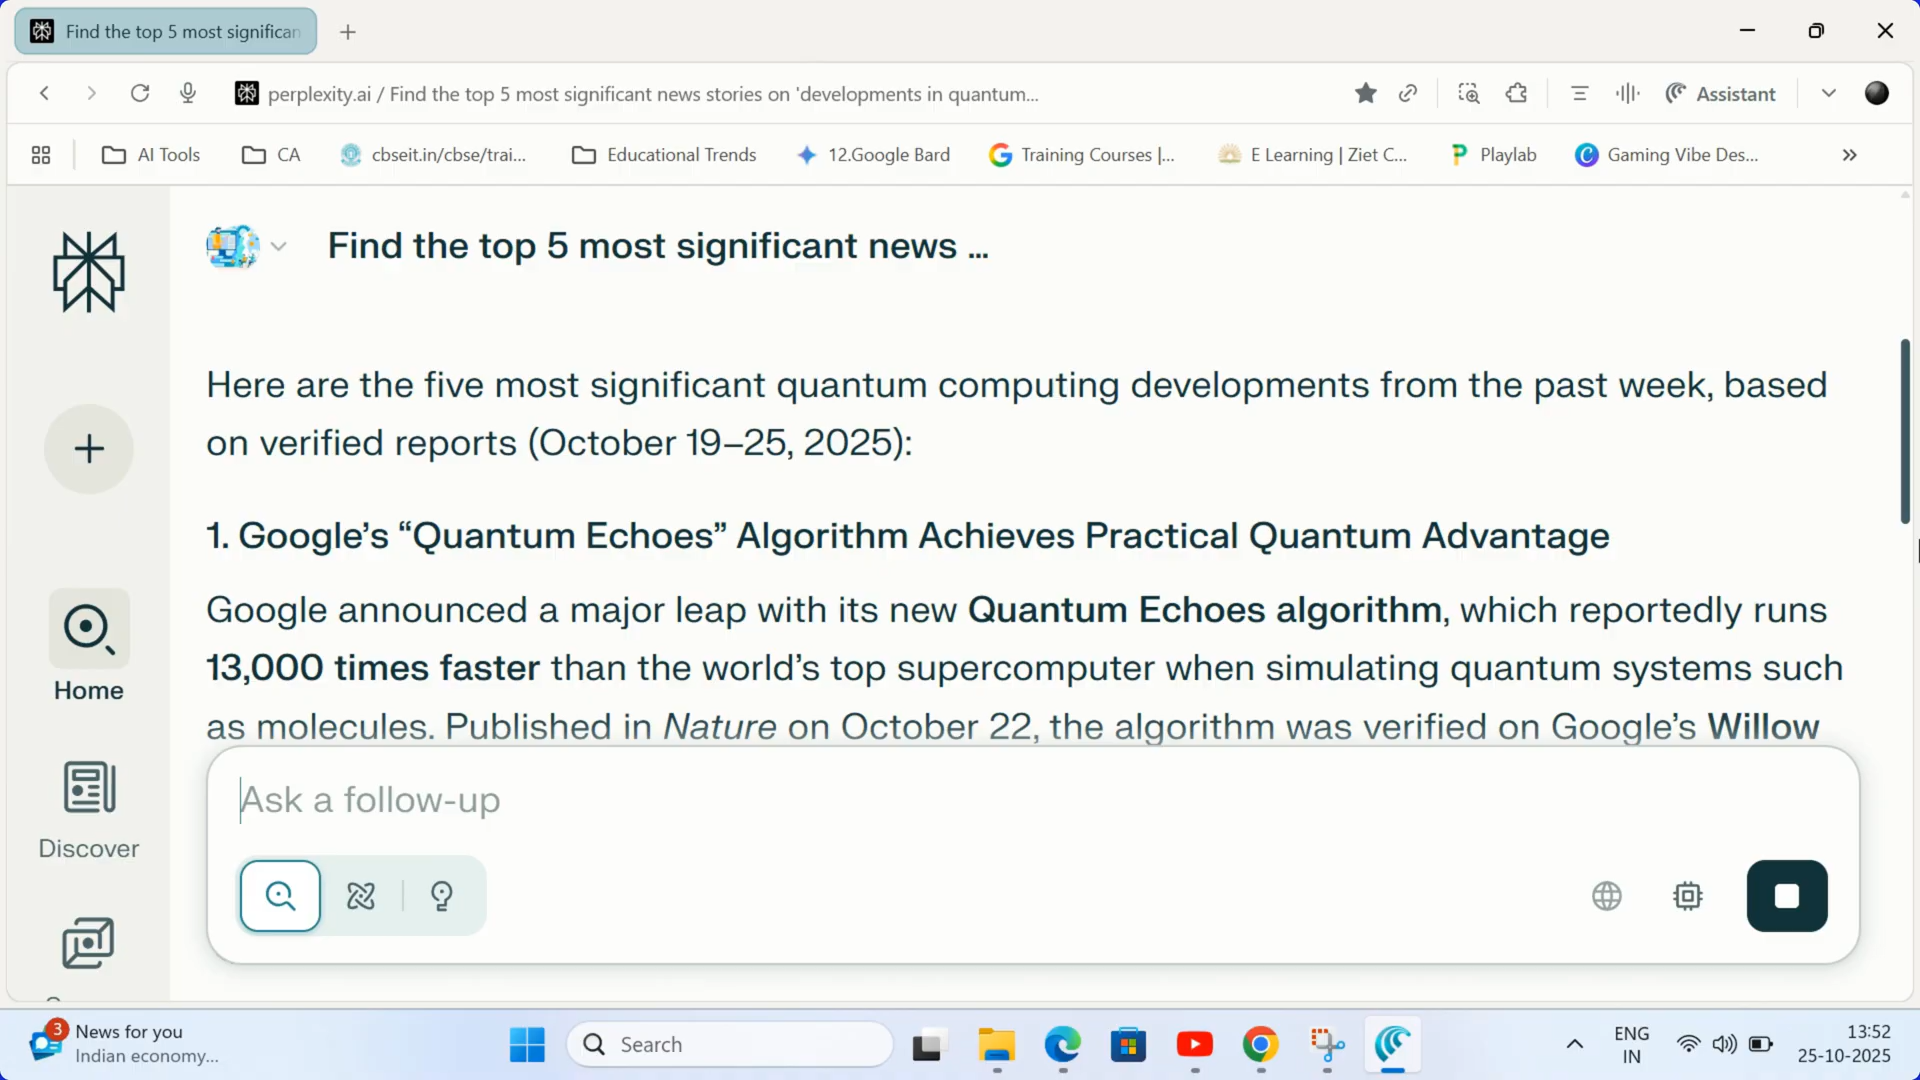 Find the top 5 most significan
perplexity.ai / Find the top 5 most significant news stories on 'developments in quantum...
Assistant
AI Tools
CA
cbseit.in/cbse/trai...
Educational Trends
12.Google Bard
Training Courses |...
E Learning | Ziet C...
Playlab
Gaming Vibe Des...
Find the top 5 most significant news ...
Here are the five most significant quantum computing developments from the past week, based
on verified reports (October 19–25, 2025):
1. Google's “Quantum Echoes” Algorithm Achieves Practical Quantum Advantage
Google announced a major leap with its new Quantum Echoes algorithm, which reportedly runs
13,000 times faster than the world's top supercomputer when simulating quantum systems such
as molecules. Published in Nature on October 22, the algorithm was verified on Google's Willow
Home
Discover
Ask a follow-up
3
News for you
Indian economy...
Search
ENG
IN
13:52
25-10-2025